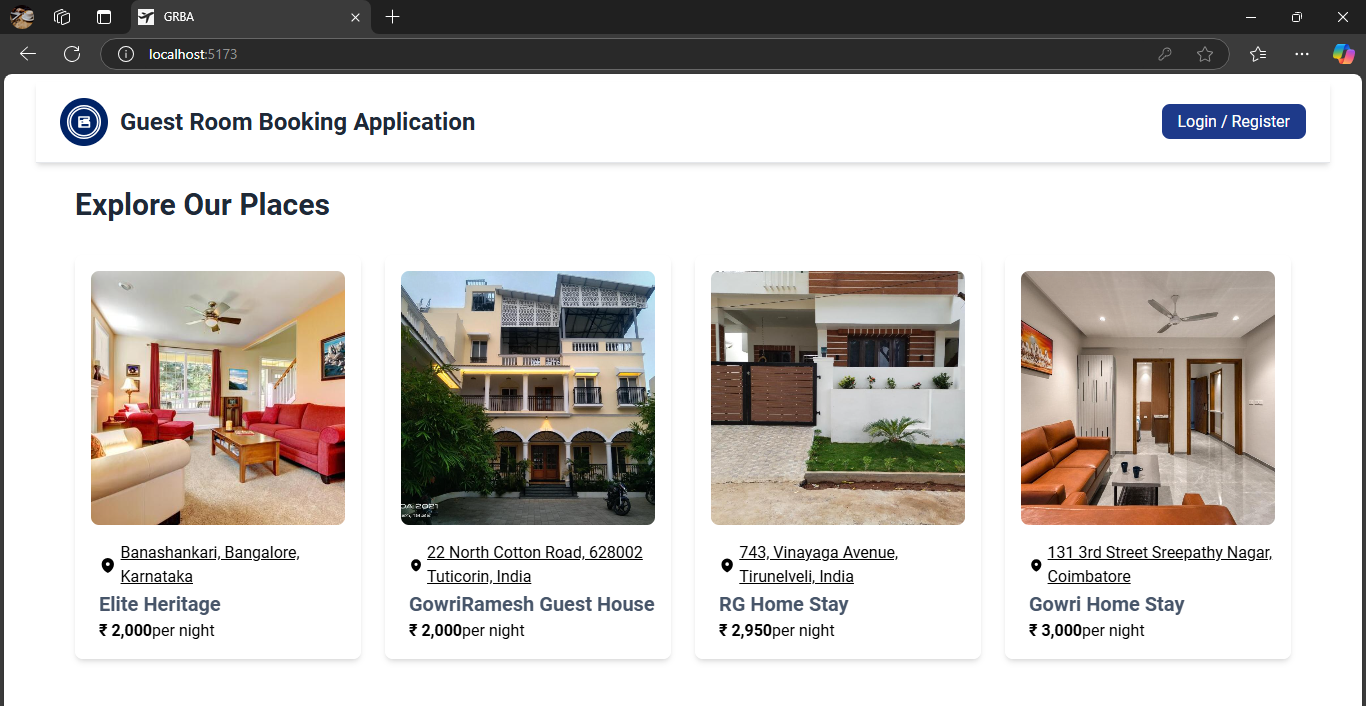 GRBA
localhost:5173
Guest Room Booking Application
Login / Register
Explore Our Places
Banashankari, Bangalore,
Karnataka
Elite Heritage
₹ 2,000per night
22 North Cotton Road, 628002
Tuticorin, India
GowriRamesh Guest House
₹ 2,000per night
743, Vinayaga Avenue,
Tirunelveli, India
RG Home Stay
₹ 2,950per night
131 3rd Street Sreepathy Nagar,
Coimbatore
Gowri Home Stay
₹ 3,000per night